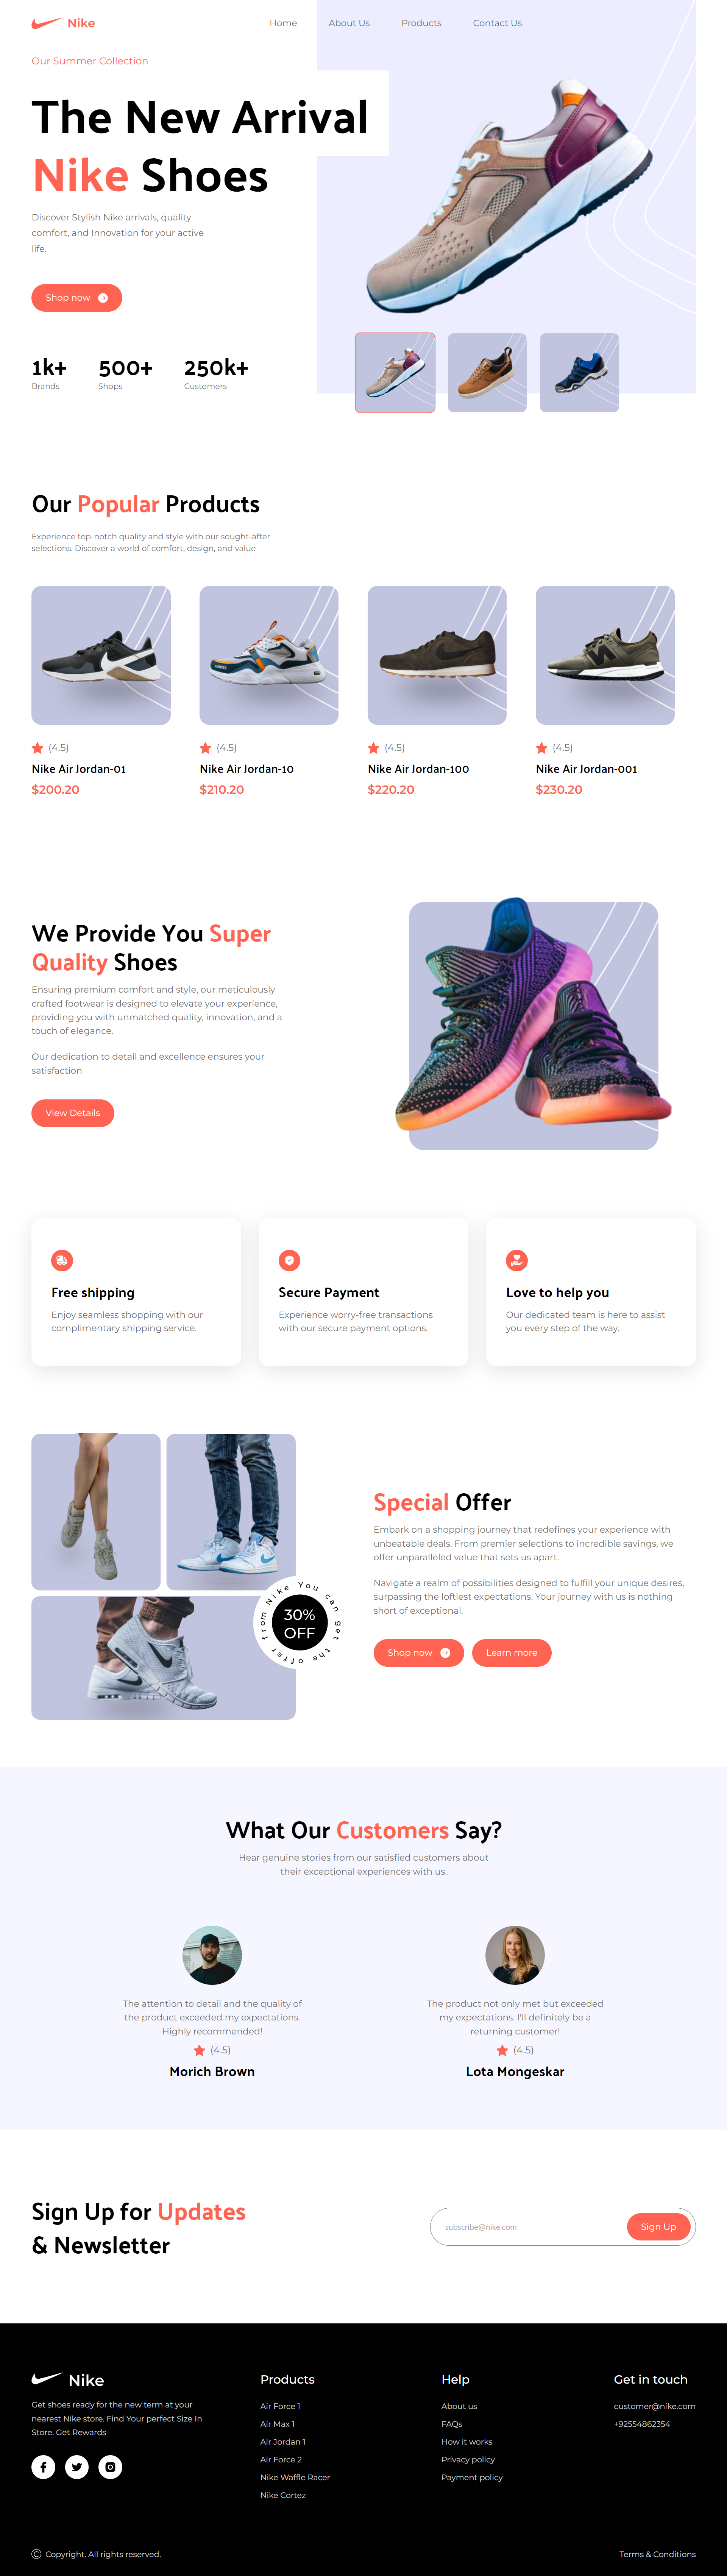 Nike
Home
About Us
Products
Contact Us
Our Summer Collection
The New Arrival
Nike Shoes
Discover Stylish Nike arrivals, quality
comfort, and Innovation for your active
life.
Shop now
1k+
Brands
500+
Shops
250k+
Customers
Our Popular Products
Experience top-notch quality and style with our sought-after
selections. Discover a world of comfort, design, and value
(4.5)
Nike Air Jordan-01
$200.20
(4.5)
Nike Air Jordan-10
$210.20
(4.5)
Nike Air Jordan-100
$220.20
(4.5)
Nike Air Jordan-001
$230.20
We Provide You Super
Quality Shoes
Ensuring premium comfort and style, our meticulously
crafted footwear is designed to elevate your experience,
providing you with unmatched quality, innovation, and a
touch of elegance.
Our dedication to detail and excellence ensures your
satisfaction
View Details
Free shipping
Enjoy seamless shopping with our
complimentary shipping service.
Secure Payment
Experience worry-free transactions
with our secure payment options.
Love to help you
Our dedicated team is here to assist
you every step of the way.
You can get the offer from Nike
30%
OFF
Special Offer
Embark on a shopping journey that redefines your experience with
unbeatable deals. From premier selections to incredible savings, we
offer unparalleled value that sets us apart.
Navigate a realm of possibilities designed to fulfill your unique desires,
surpassing the loftiest expectations. Your journey with us is nothing
short of exceptional.
Shop now
Learn more
What Our Customers Say?
Hear genuine stories from our satisfied customers about
their exceptional experiences with us.
The attention to detail and the quality of
the product exceeded my expectations.
Highly recommended!
(4.5)
Morich Brown
The product not only met but exceeded
my expectations. I'll definitely be a
returning customer!
(4.5)
Lota Mongeskar
Sign Up for Updates
& Newsletter
subscribe@nike.com
Sign Up
Nike
Get shoes ready for the new term at your
nearest Nike store. Find Your perfect Size In
Store. Get Rewards
Products
Air Force 1
Air Max 1
Air Jordan 1
Air Force 2
Nike Waffle Racer
Nike Cortez
Help
About us
FAQs
How it works
Privacy policy
Payment policy
Get in touch
customer@nike.com
+92554862354
© Copyright. All rights reserved.
Terms & Conditions